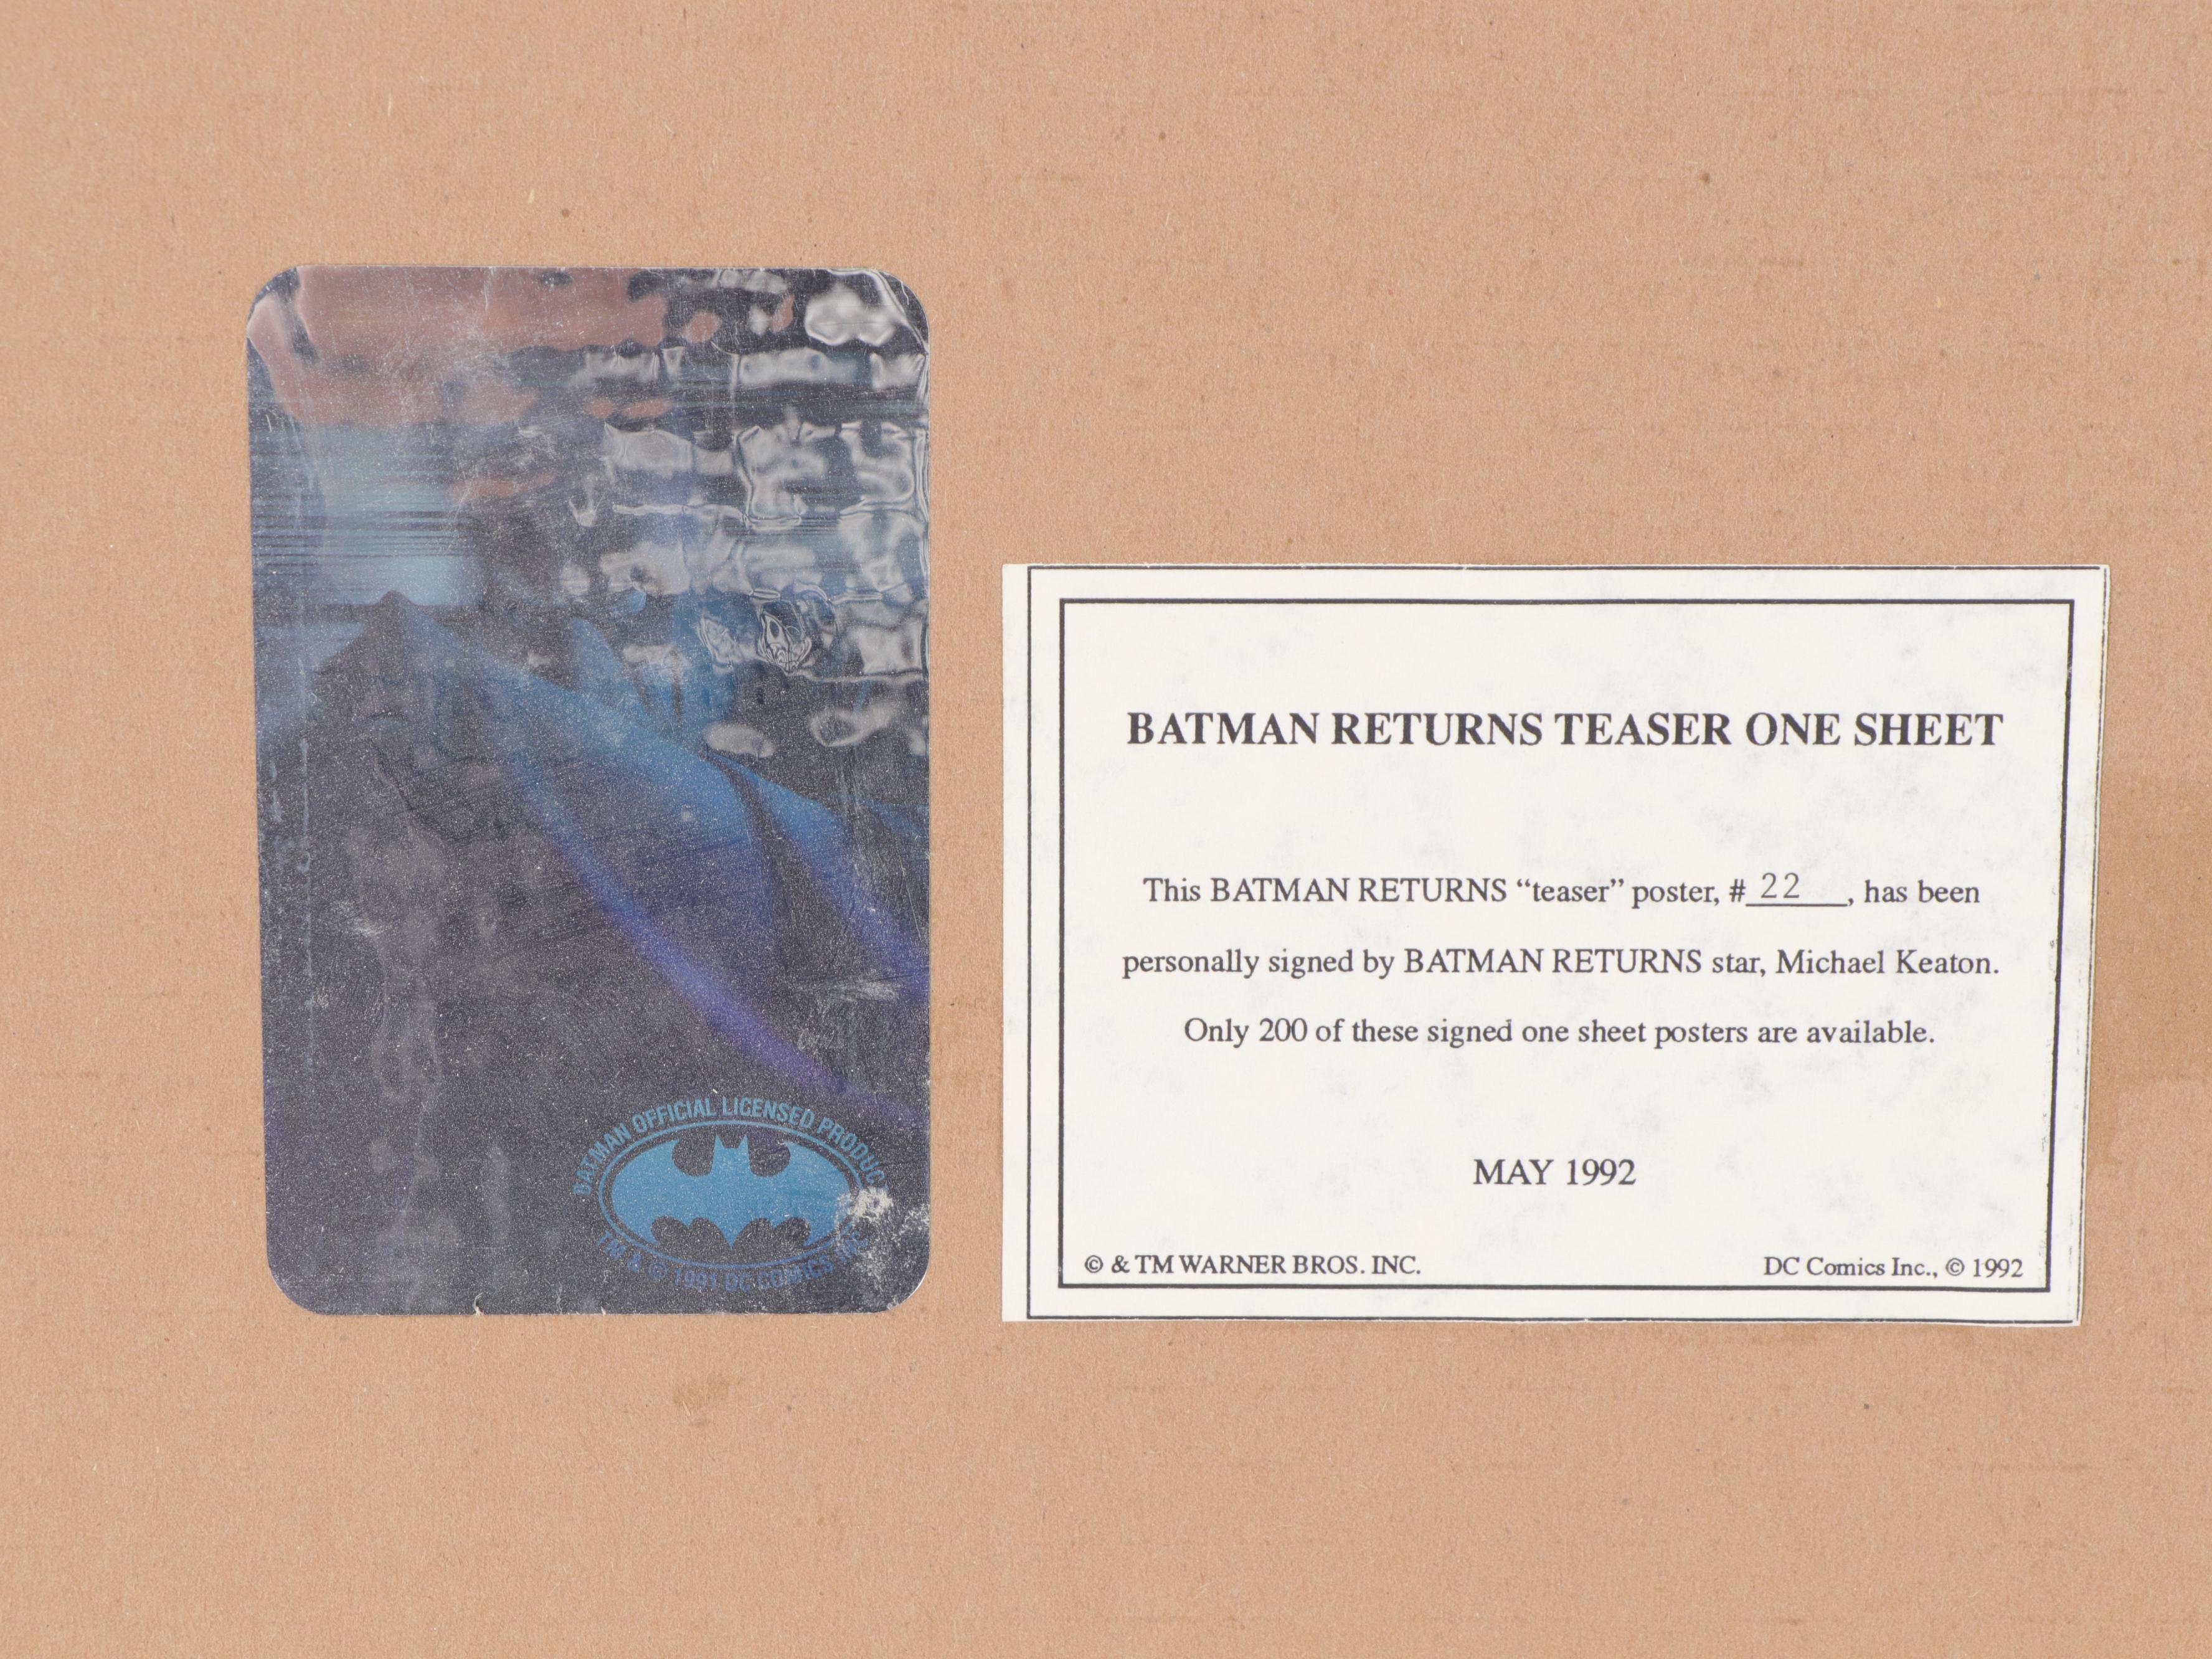 BATMAN OFFICIAL LICENSED PRODUCT
TM & © 1991 DC COMICS INC.
BATMAN RETURNS TEASER ONE SHEET
This BATMAN RETURNS “teaser” poster, # 22 , has been
personally signed by BATMAN RETURNS star, Michael Keaton.
Only 200 of these signed one sheet posters are available.
MAY 1992
© & TM WARNER BROS. INC.
DC Comics Inc., © 1992